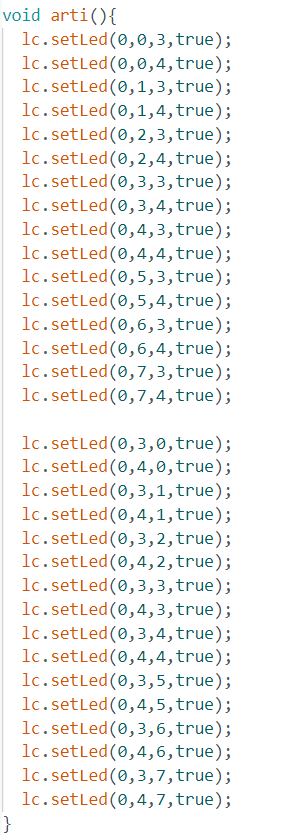 void arti(){
  lc.setLed(0,0,3,true);
  lc.setLed(0,0,4,true);
  lc.setLed(0,1,3,true);
  lc.setLed(0,1,4,true);
  lc.setLed(0,2,3,true);
  lc.setLed(0,2,4,true);
  lc.setLed(0,3,3,true);
  lc.setLed(0,3,4,true);
  lc.setLed(0,4,3,true);
  lc.setLed(0,4,4,true);
  lc.setLed(0,5,3,true);
  lc.setLed(0,5,4,true);
  lc.setLed(0,6,3,true);
  lc.setLed(0,6,4,true);
  lc.setLed(0,7,3,true);
  lc.setLed(0,7,4,true);

  lc.setLed(0,3,0,true);
  lc.setLed(0,4,0,true);
  lc.setLed(0,3,1,true);
  lc.setLed(0,4,1,true);
  lc.setLed(0,3,2,true);
  lc.setLed(0,4,2,true);
  lc.setLed(0,3,3,true);
  lc.setLed(0,4,3,true);
  lc.setLed(0,3,4,true);
  lc.setLed(0,4,4,true);
  lc.setLed(0,3,5,true);
  lc.setLed(0,4,5,true);
  lc.setLed(0,3,6,true);
  lc.setLed(0,4,6,true);
  lc.setLed(0,3,7,true);
  lc.setLed(0,4,7,true);
}